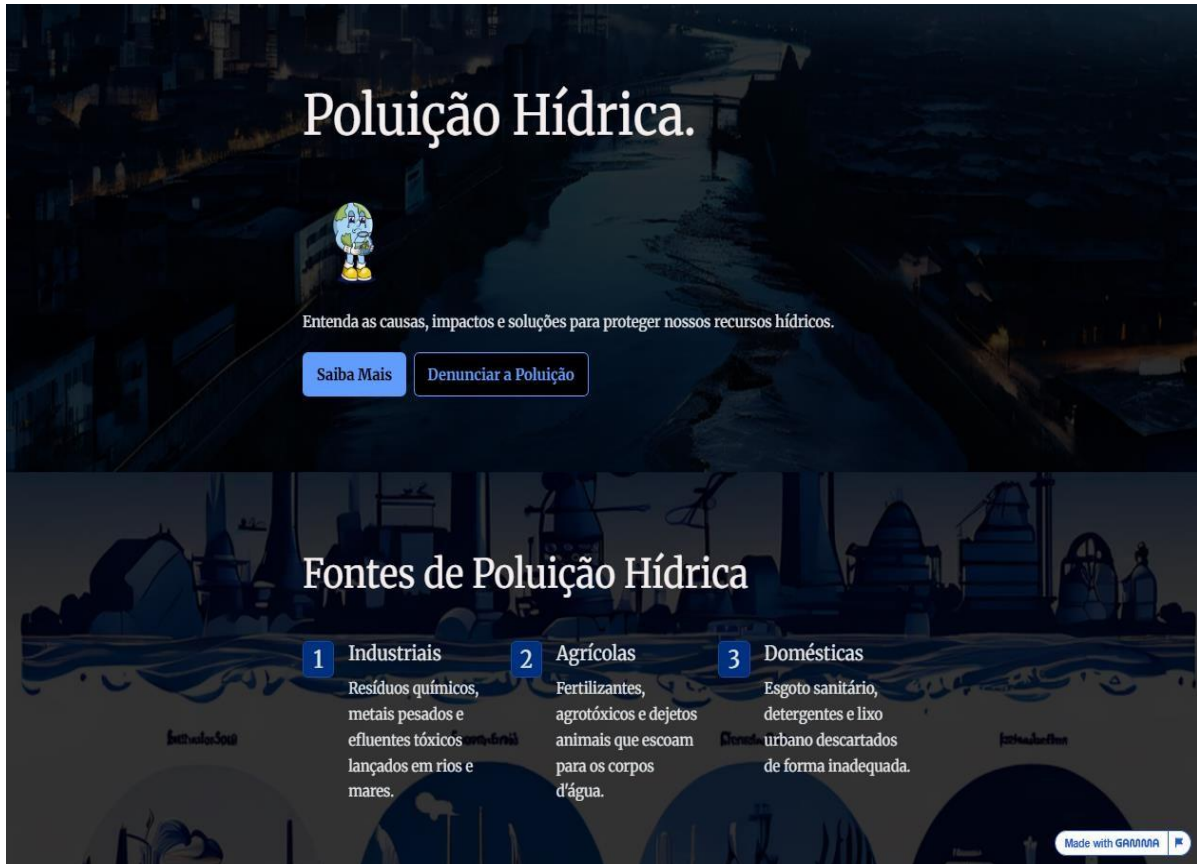 Poluição Hídrica.
Entenda as causas, impactos e soluções para proteger nossos recursos hídricos.
Saiba Mais
Denunciar a Poluição
Fontes de Poluição Hídrica
1 Industriais
Resíduos químicos,
metais pesados e
efluentes tóxicos
lançados em rios e
mares.
2 Agrícolas
Fertilizantes,
agrotóxicos e dejetos
animais que escoam
para os corpos
d'água.
3 Domésticas
Esgoto sanitário,
detergentes e lixo
urbano descartados
de forma inadequada.
Made with GAMMA